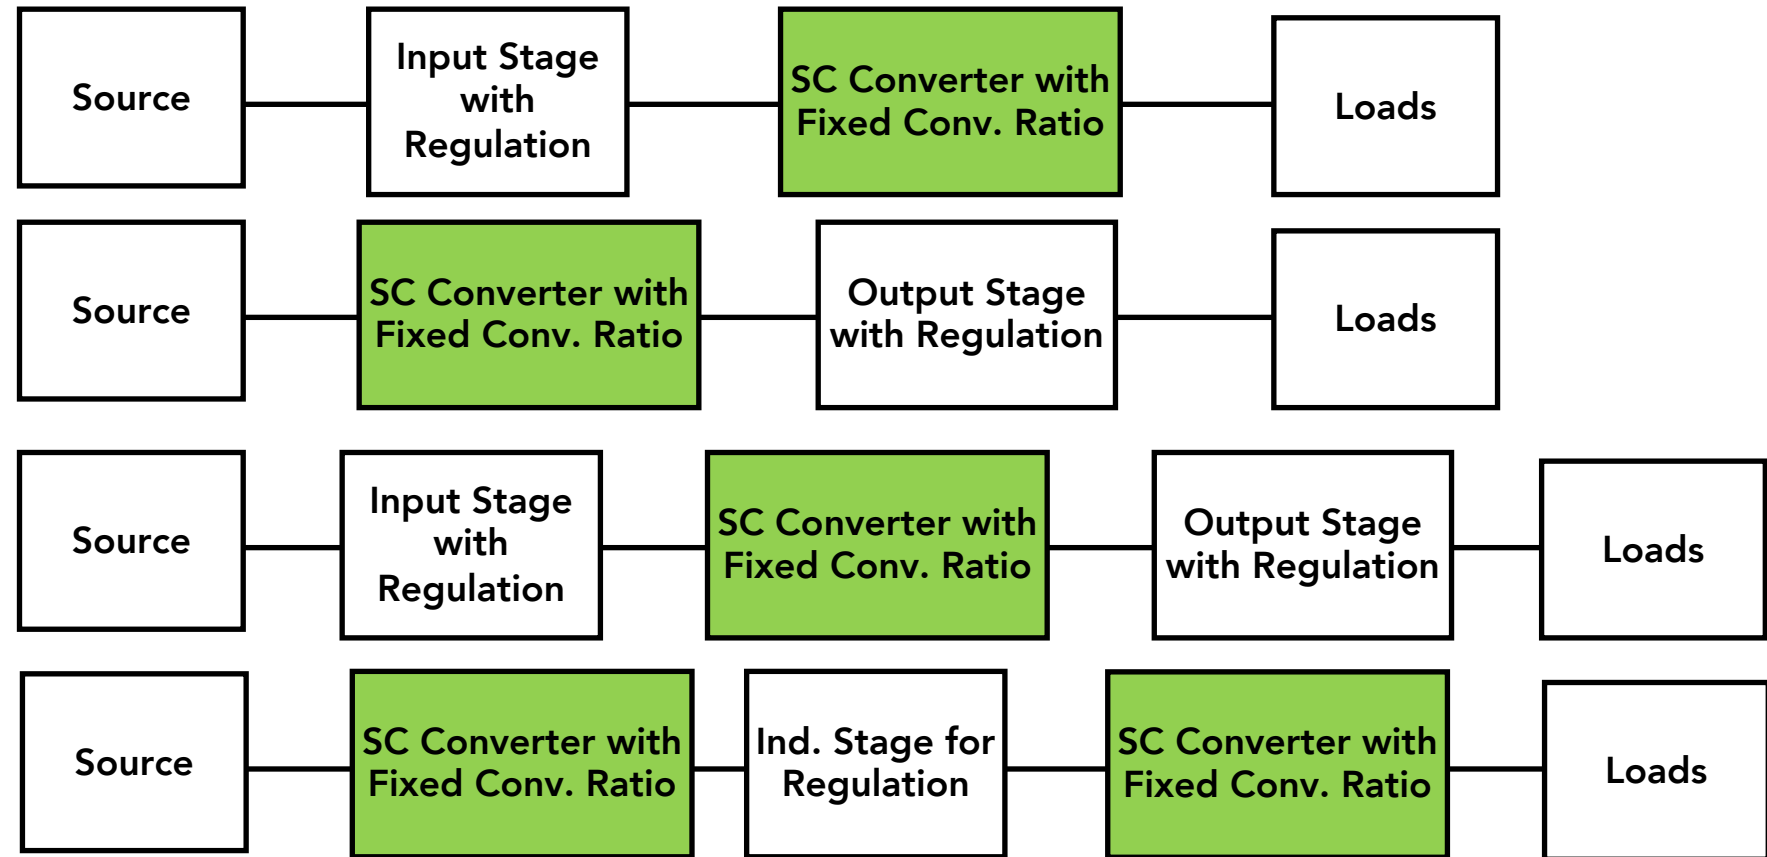 Source
Input Stage
with
Regulation
SC Converter with
Fixed Conv. Ratio
Loads
Source
SC Converter with
Fixed Conv. Ratio
Output Stage
with Regulation
Loads
Source
Input Stage
with
Regulation
SC Converter with
Fixed Conv. Ratio
Output Stage
with Regulation
Loads
Source
SC Converter with
Fixed Conv. Ratio
Ind. Stage for
Regulation
SC Converter with
Fixed Conv. Ratio
Loads